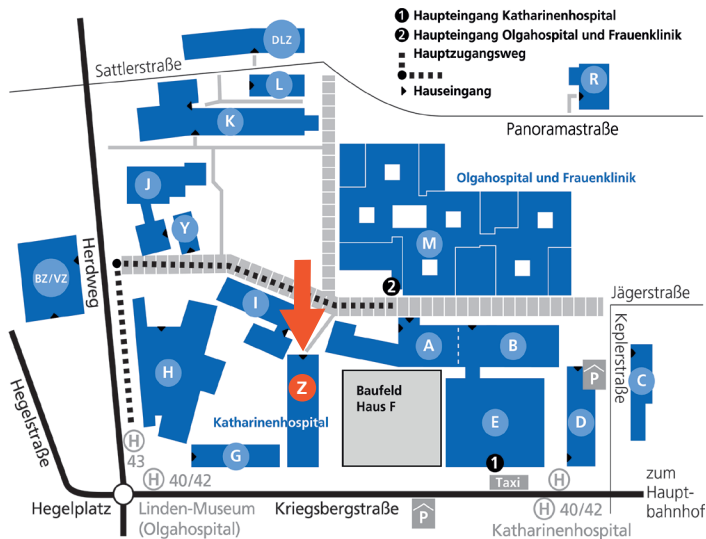 ❶ Haupteingang Katharinenhospital
❷ Haupteingang Olgahospital und Frauenklinik
Hauptzugangsweg
Hauseingang
DLZ
Sattlerstraße
L
R
K
Panoramastraße
Olgahospital und Frauenklinik
J
Y
M
BZ/VZ
Herdweg
2
I
Jägerstraße
Keplerstraße
A
B
H
P
C
Z
Baufeld
Haus F
Hegelstraße
Katharinenhospital
E
D
G
H
43
1
H 40/42
Taxi
H
zum
Haupt-
bahnhof
Hegelplatz
Linden-Museum
(Olgahospital)
Kriegsbergstraße
P
H 40/42
Katharinenhospital